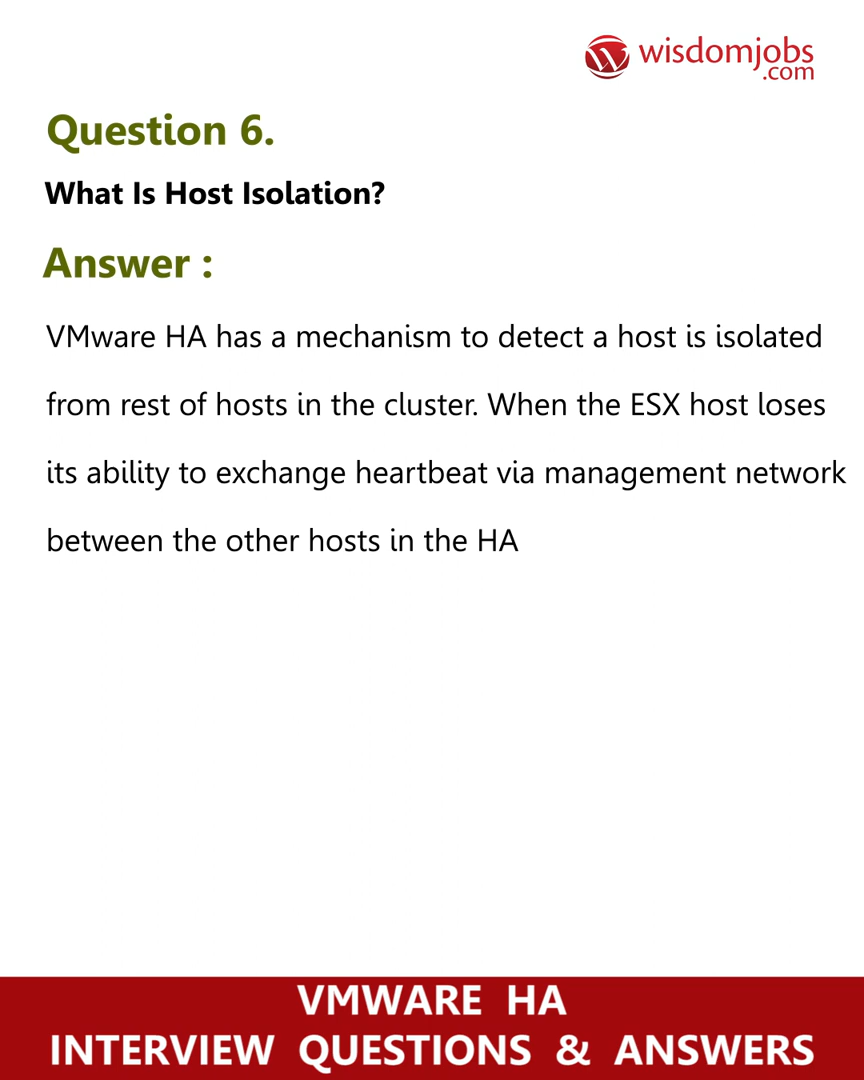 wisdomjobs
.com
Question 6.
What Is Host Isolation?
Answer :
VMware HA has a mechanism to detect a host is isolated
from rest of hosts in the cluster. When the ESX host loses
its ability to exchange heartbeat via management network
between the other hosts in the HA
VMWARE HA
INTERVIEW QUESTIONS & ANSWERS